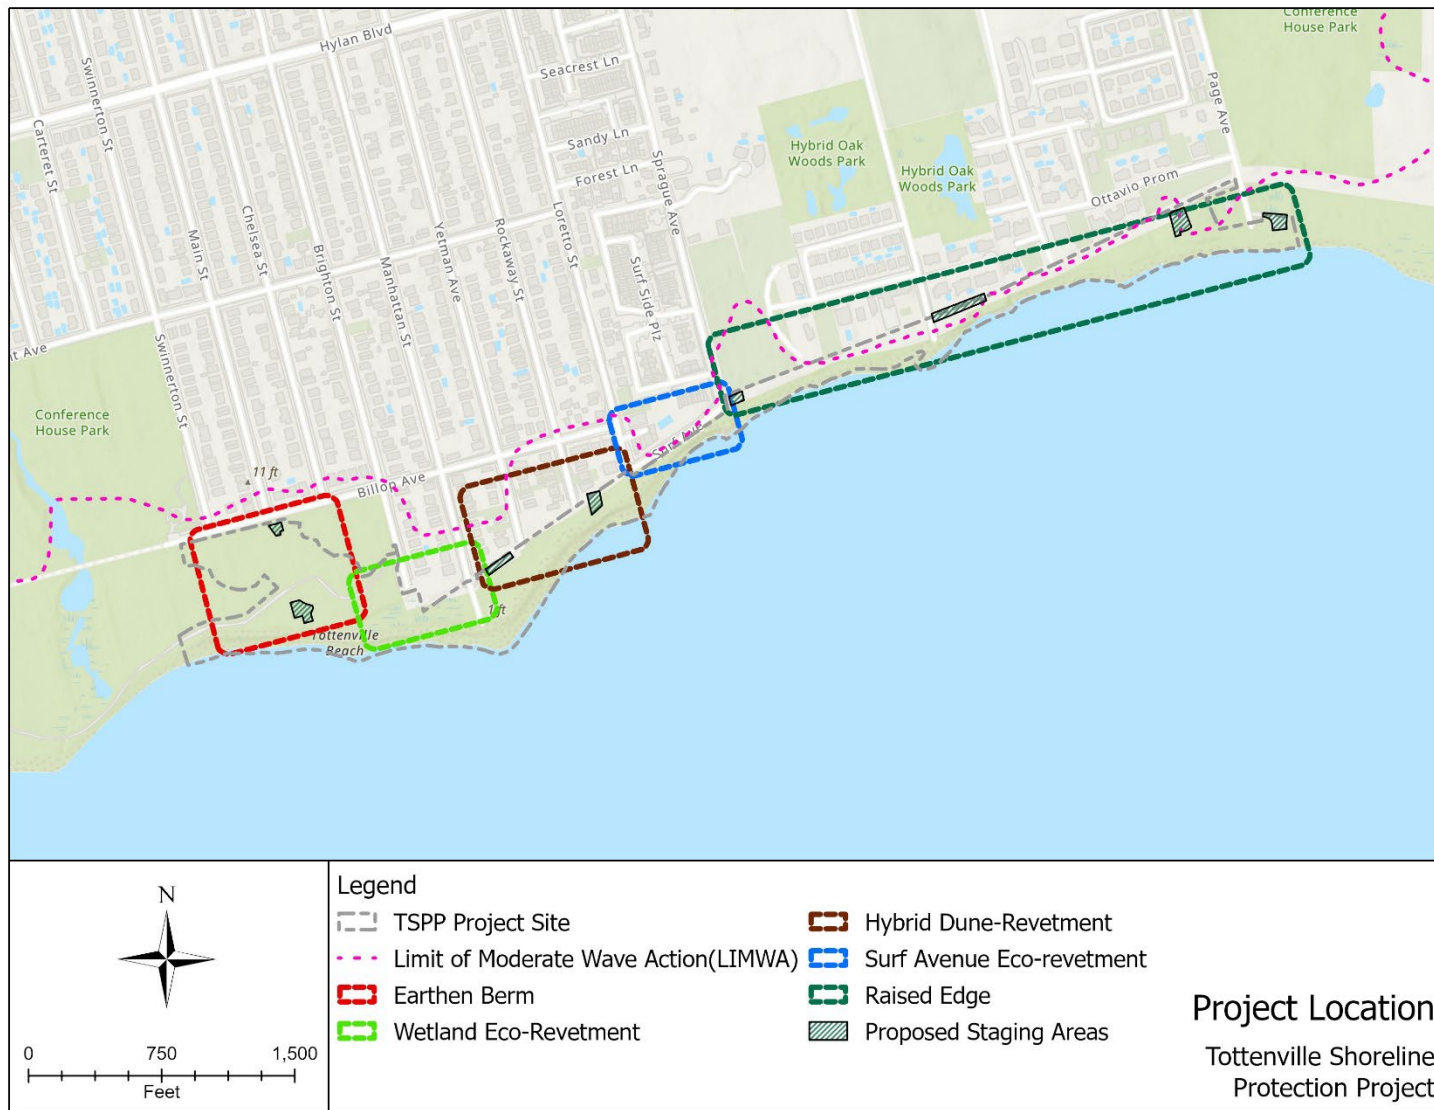 Conference
House Park
Hylan Blvd
Seacrest Ln
Swinnerton St
Carteret St
Page Ave
Sandy Ln
Hybrid Oak
Woods Park
Forest Ln
Sprague Ave
Hybrid Oak
Woods Park
Ottavio Prom
Main St
Chelsea St
Brighton St
Manhattan St
Yetman Ave
Rockaway St
Loretto St
Surf Side Plz
nt Ave
Swinnerton St
Conference
House Park
Surf Ave
11 ft
Billop Ave
1 ft
Tottenville
Beach
N
0 750 1,500
Feet
Legend
TSPP Project Site
Limit of Moderate Wave Action(LIMWA)
Earthen Berm
Wetland Eco-Revetment
Hybrid Dune-Revetment
Surf Avenue Eco-revetment
Raised Edge
Proposed Staging Areas
Project Location
Tottenville Shoreline
Protection Project